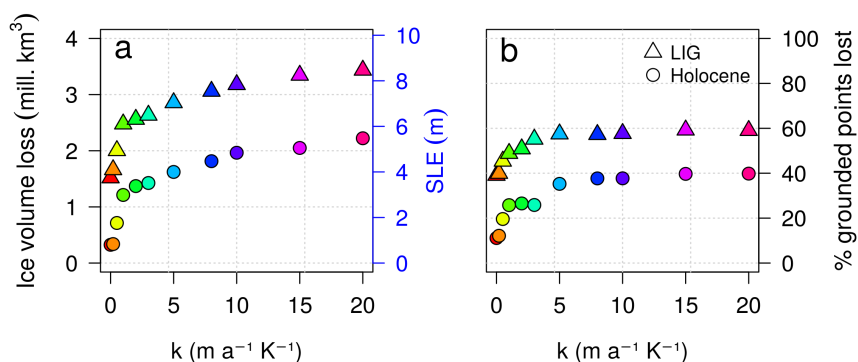 Ice volume loss (mill. km³)
4
3
2
1
0
a
10
8
6
4
2
0
SLE (m)
0 5 10 15 20
k (m a⁻¹ K⁻¹)
b
LIG
Holocene
100
80
60
40
20
0
% grounded points lost
0 5 10 15 20
k (m a⁻¹ K⁻¹)